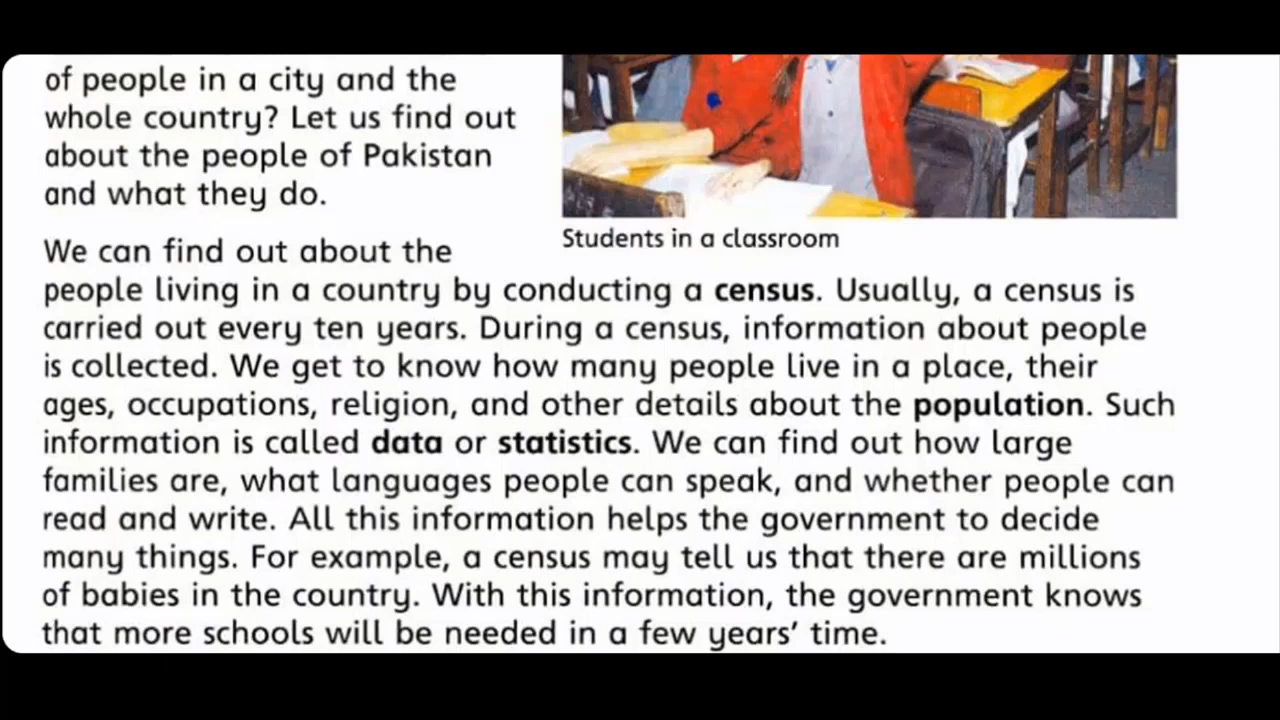 of people in a city and the
whole country? Let us find out
about the people of Pakistan
and what they do.
Students in a classroom
We can find out about the
people living in a country by conducting a census. Usually, a census is
carried out every ten years. During a census, information about people
is collected. We get to know how many people live in a place, their
ages, occupations, religion, and other details about the population. Such
information is called data or statistics. We can find out how large
families are, what languages people can speak, and whether people can
read and write. All this information helps the government to decide
many things. For example, a census may tell us that there are millions
of babies in the country. With this information, the government knows
that more schools will be needed in a few years' time.